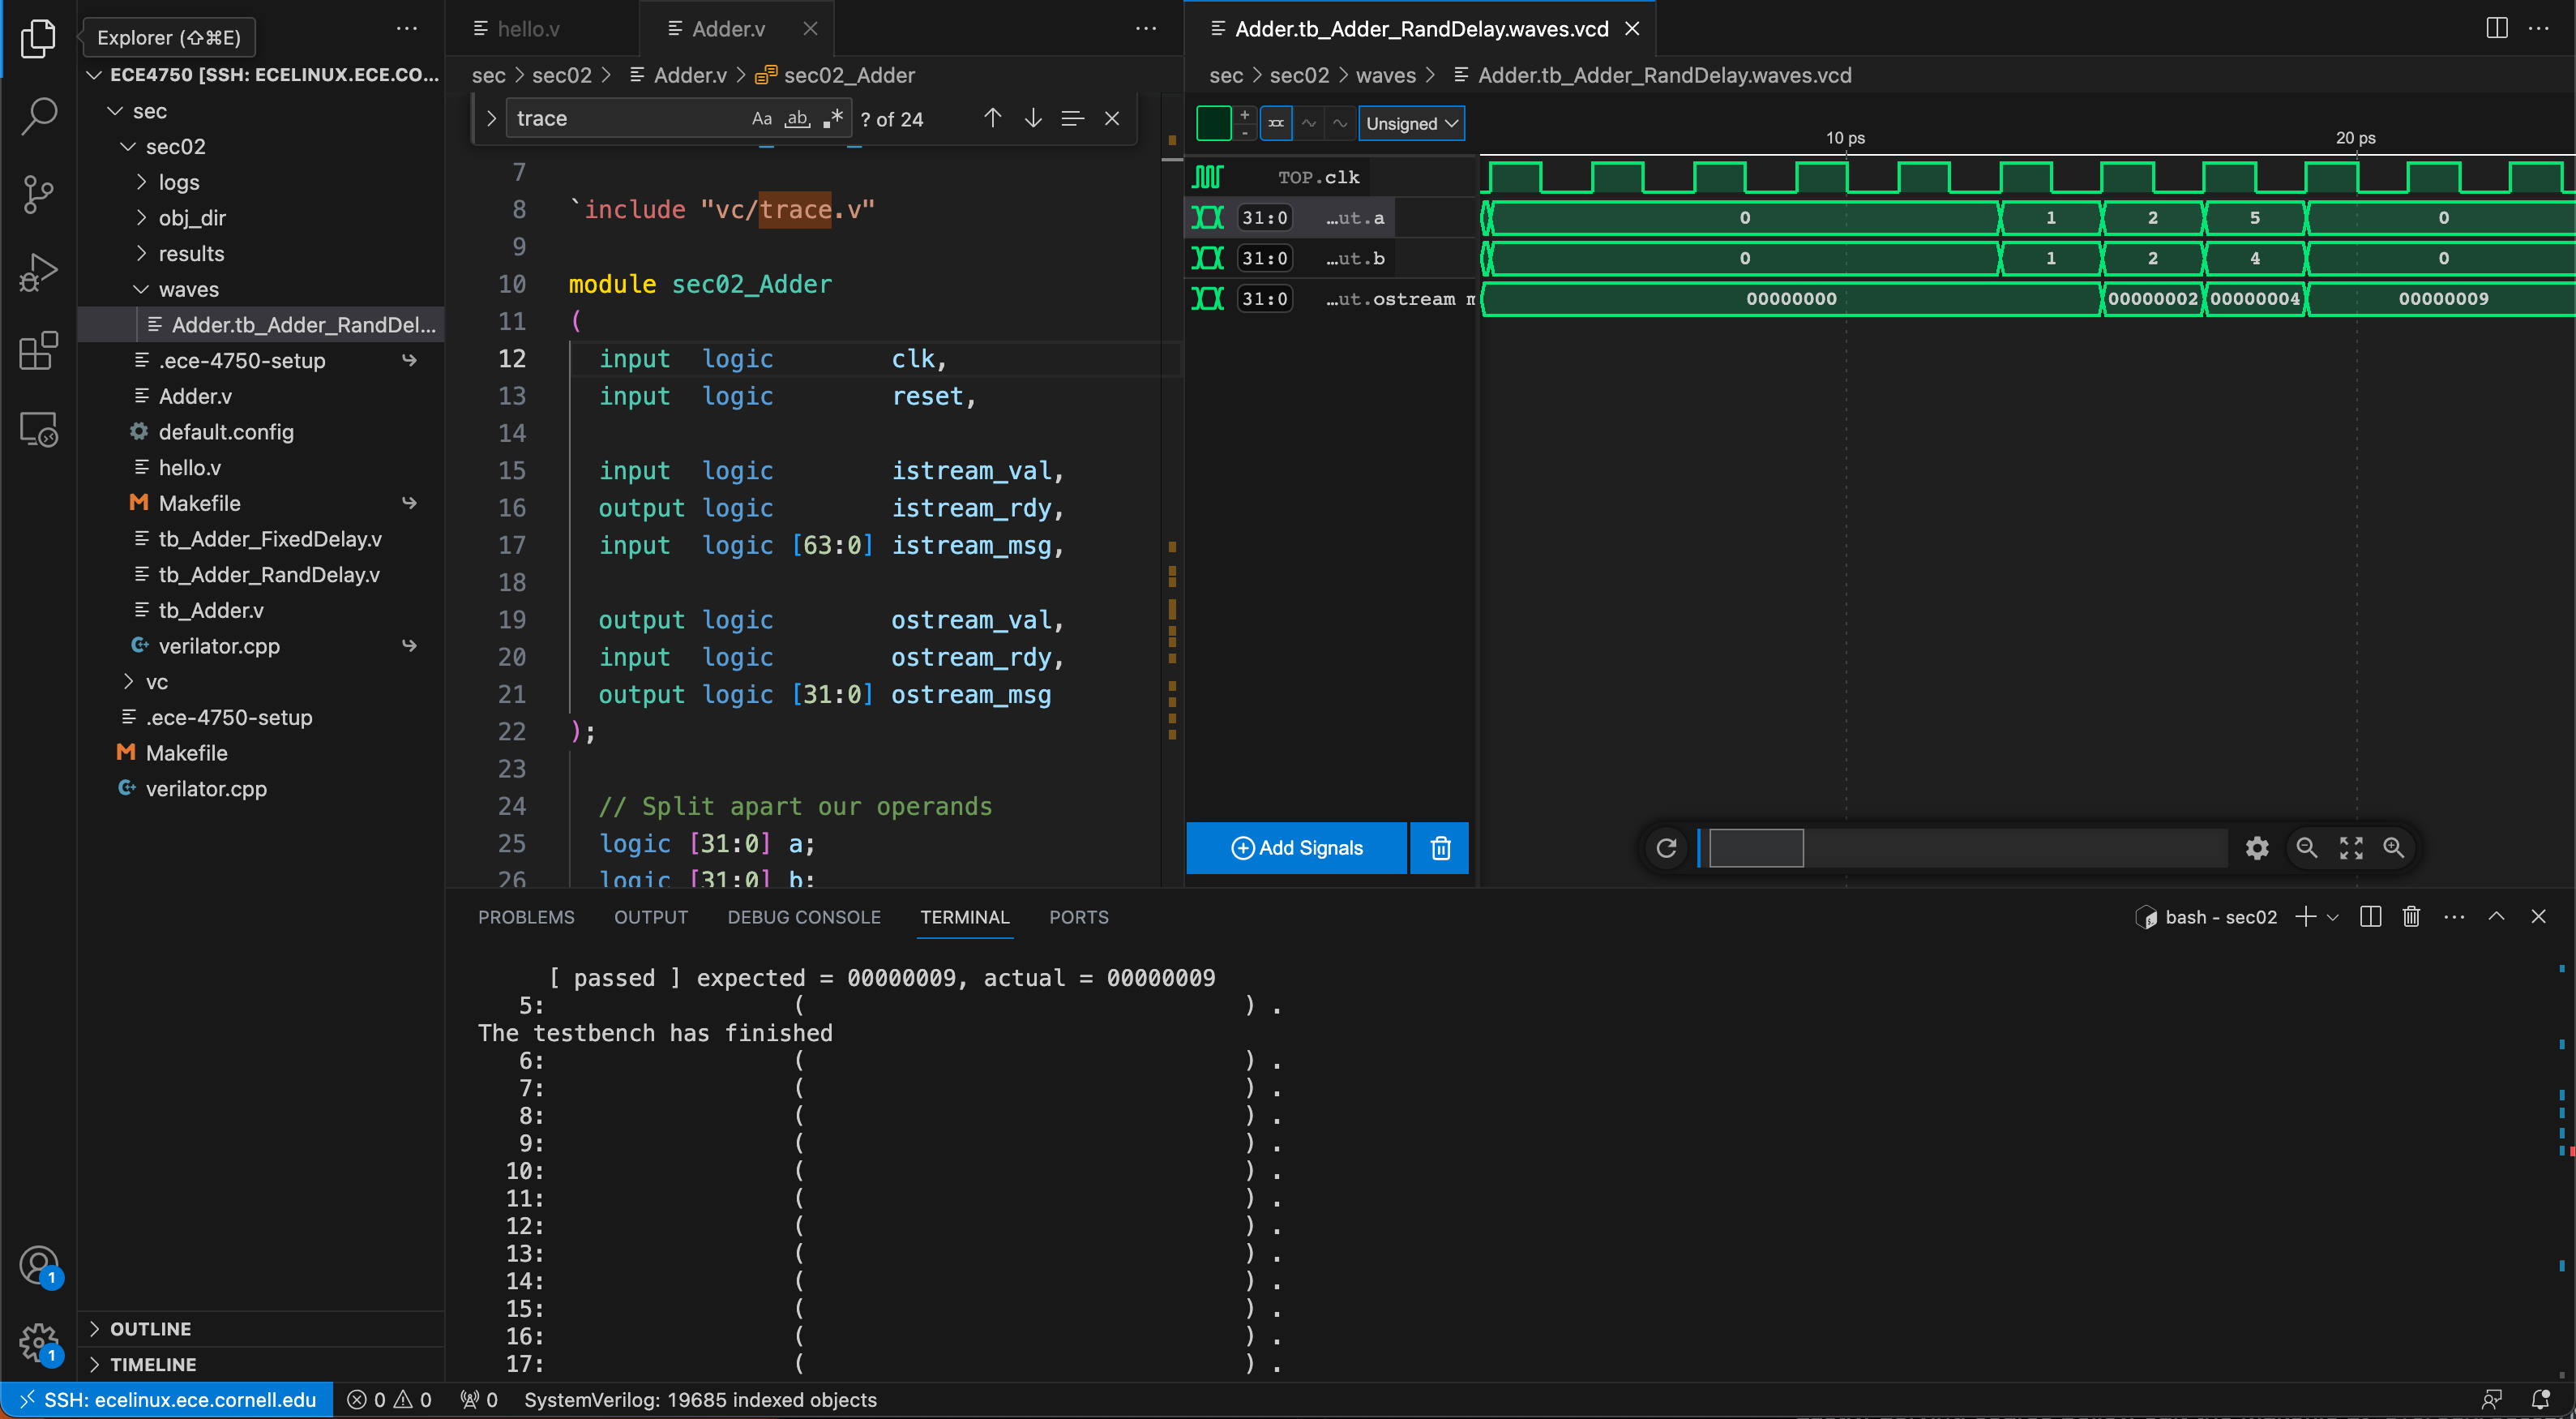 Explorer (⇧⌘E)
ECE4750 [SSH: ECELINUX.ECE.CO...
sec
sec02
logs
obj_dir
results
waves
Adder.tb_Adder_RandDel...
.ece-4750-setup
Adder.v
default.config
hello.v
Makefile
tb_Adder_FixedDelay.v
tb_Adder_RandDelay.v
tb_Adder.v
verilator.cpp
vc
.ece-4750-setup
Makefile
verilator.cpp
OUTLINE
TIMELINE
1
1
hello.v
Adder.v
sec > sec02 > Adder.v > sec02_Adder
trace Aa ab .* ? of 24
7
8 `include "vc/trace.v"
9
10 module sec02_Adder
11 (
12 input logic clk,
13 input logic reset,
14
15 input logic istream_val,
16 output logic istream_rdy,
17 input logic [63:0] istream_msg,
18
19 output logic ostream_val,
20 input logic ostream_rdy,
21 output logic [31:0] ostream_msg
22 );
23
24 // Split apart our operands
25 logic [31:0] a;
26 logic [31:0] b;
Adder.tb_Adder_RandDelay.waves.vcd
sec > sec02 > waves > Adder.tb_Adder_RandDelay.waves.vcd
+
-
Unsigned
10 ps 20 ps
TOP.clk
31:0 …ut.a 0 1 2 5 0
31:0 …ut.b 0 1 2 4 0
31:0 …ut.ostream 00000000 00000002 00000004 00000009
Add Signals
PROBLEMS OUTPUT DEBUG CONSOLE TERMINAL PORTS
bash - sec02
[ passed ] expected = 00000009, actual = 00000009
5: ( ) .
The testbench has finished
6: ( ) .
7: ( ) .
8: ( ) .
9: ( ) .
10: ( ) .
11: ( ) .
12: ( ) .
13: ( ) .
14: ( ) .
15: ( ) .
16: ( ) .
17: ( ) .
SSH: ecelinux.ece.cornell.edu 0 0 0 SystemVerilog: 19685 indexed objects